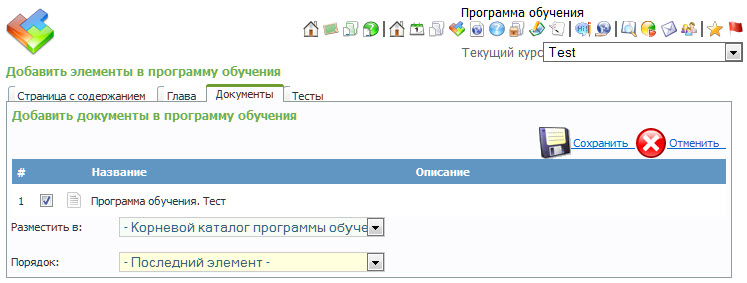 Программа обучения
Текущий курс Test
Добавить элементы в программу обучения
Страница с содержанием Глава Документы Тесты
Добавить документы в программу обучения
Сохранить Отменить
# Название Описание
1 Программа обучения. Тест
Разместить в: - Корневой каталог программы обуче
Порядок: - Последний элемент -